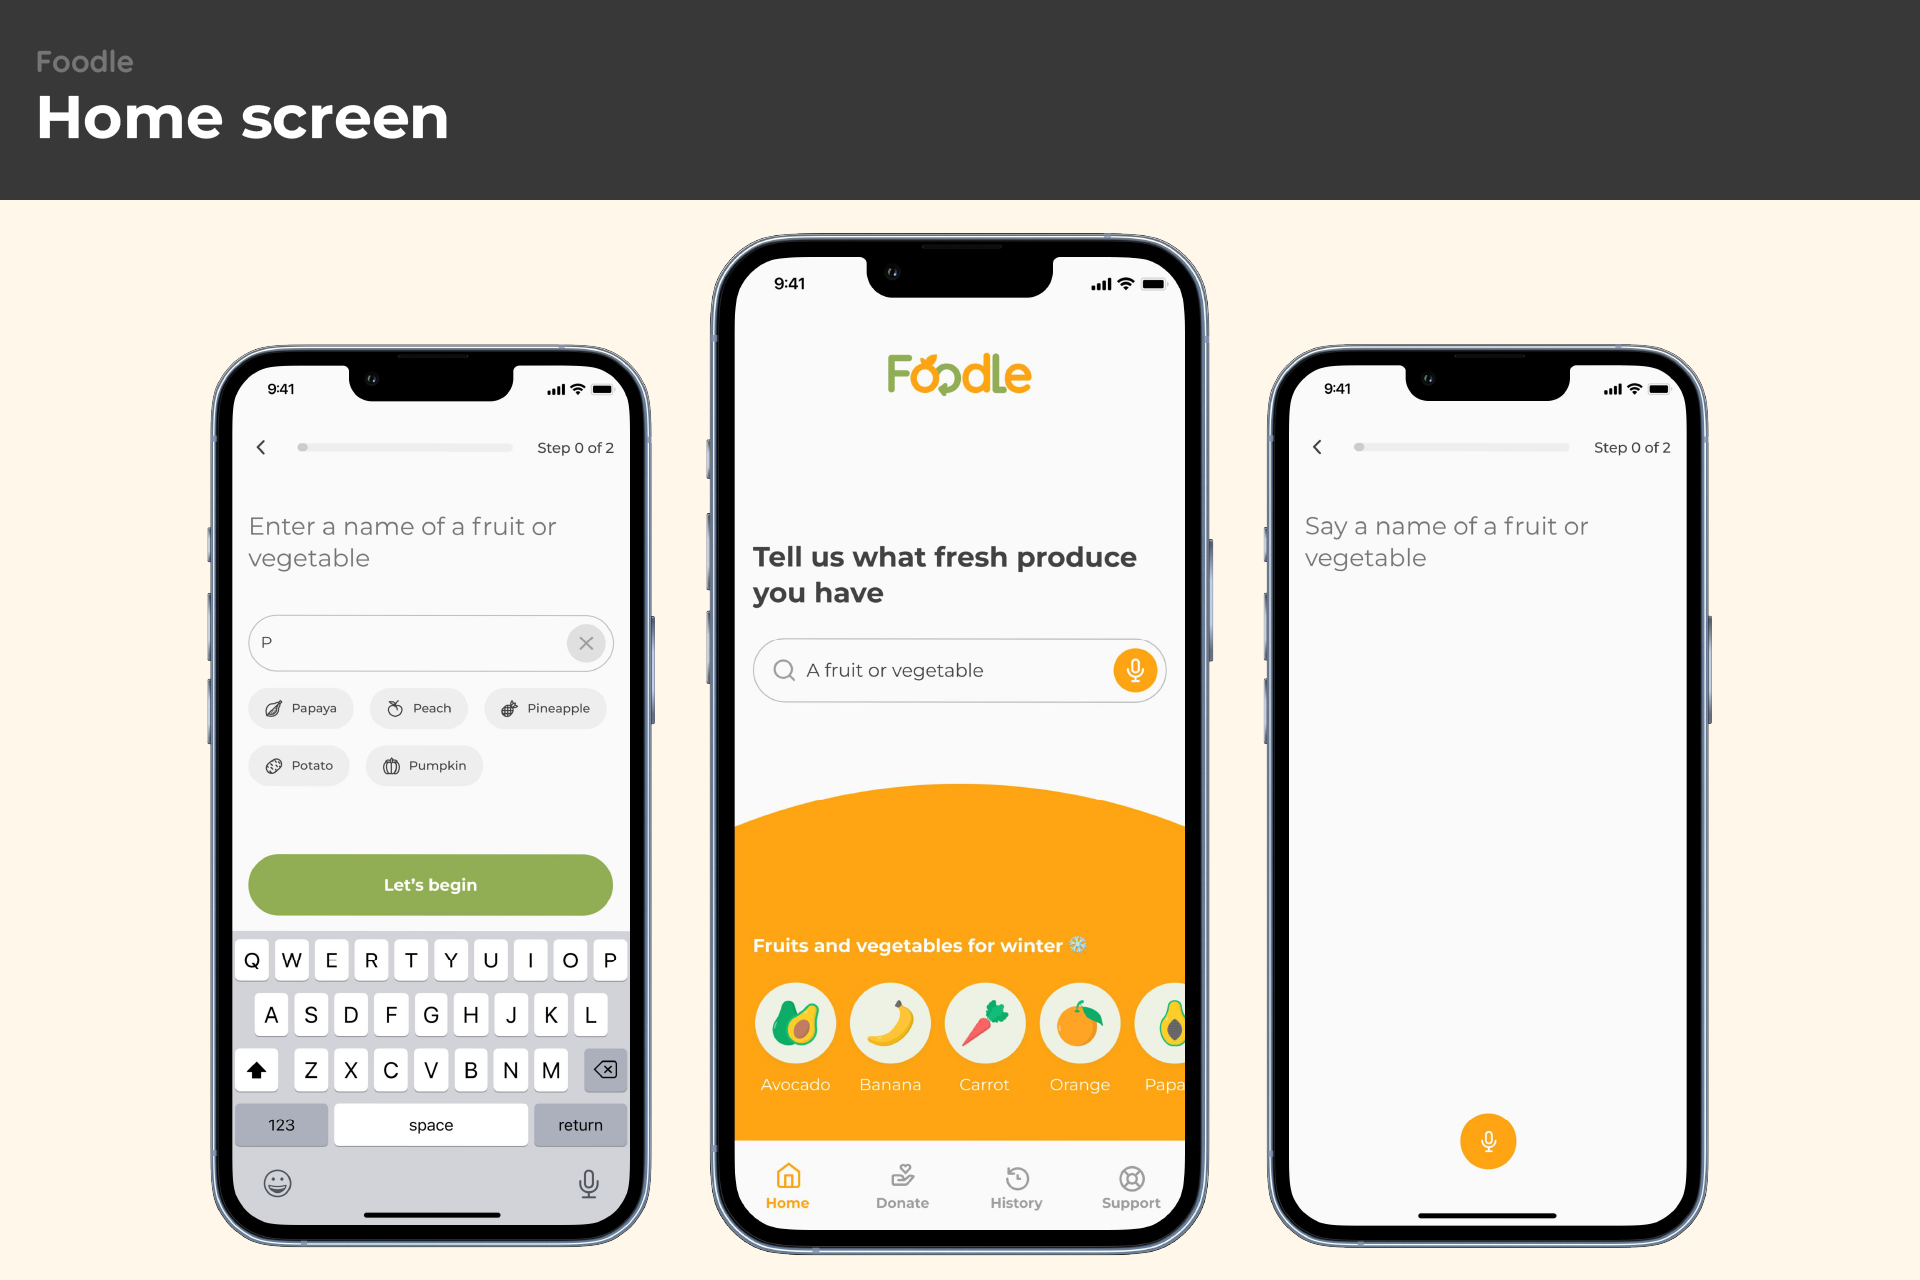 Foodle
Home screen
9:41
Step 0 of 2
Enter a name of a fruit or
vegetable
P
Papaya
Peach
Pineapple
Potato
Pumpkin
Let's begin
Q W E R T Y U I O P
A S D F G H J K L
Z X C V B N M
123
space
return
9:41
Foodle
Tell us what fresh produce
you have
A fruit or vegetable
Fruits and vegetables for winter
Avocado
Banana
Carrot
Orange
Papa
Home
Donate
History
Support
9:41
Step 0 of 2
Say a name of a fruit or
vegetable